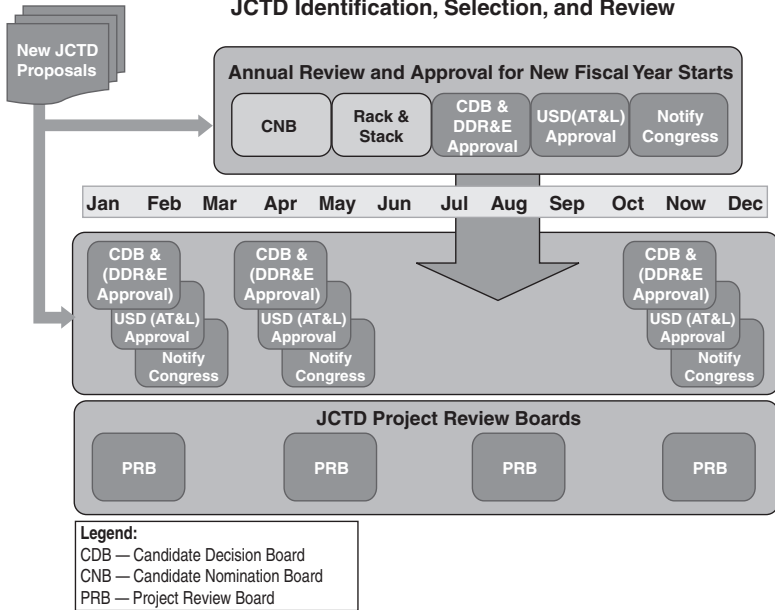 JCTD Identification, Selection, and Review
New JCTD
Proposals
Annual Review and Approval for New Fiscal Year Starts
CNB
Rack &
Stack
CDB &
DDR&E
Approval
USD(AT&L)
Approval
Notify
Congress
Jan Feb Mar Apr May Jun Jul Aug Sep Oct Now Dec
CDB &
(DDR&E
Approval)
USD (AT&L)
Approval
Notify
Congress
CDB &
(DDR&E
Approval)
USD (AT&L)
Approval
Notify
Congress
CDB &
(DDR&E
Approval)
USD (AT&L)
Approval
Notify
Congress
JCTD Project Review Boards
PRB PRB PRB PRB
Legend:
CDB — Candidate Decision Board
CNB — Candidate Nomination Board
PRB — Project Review Board